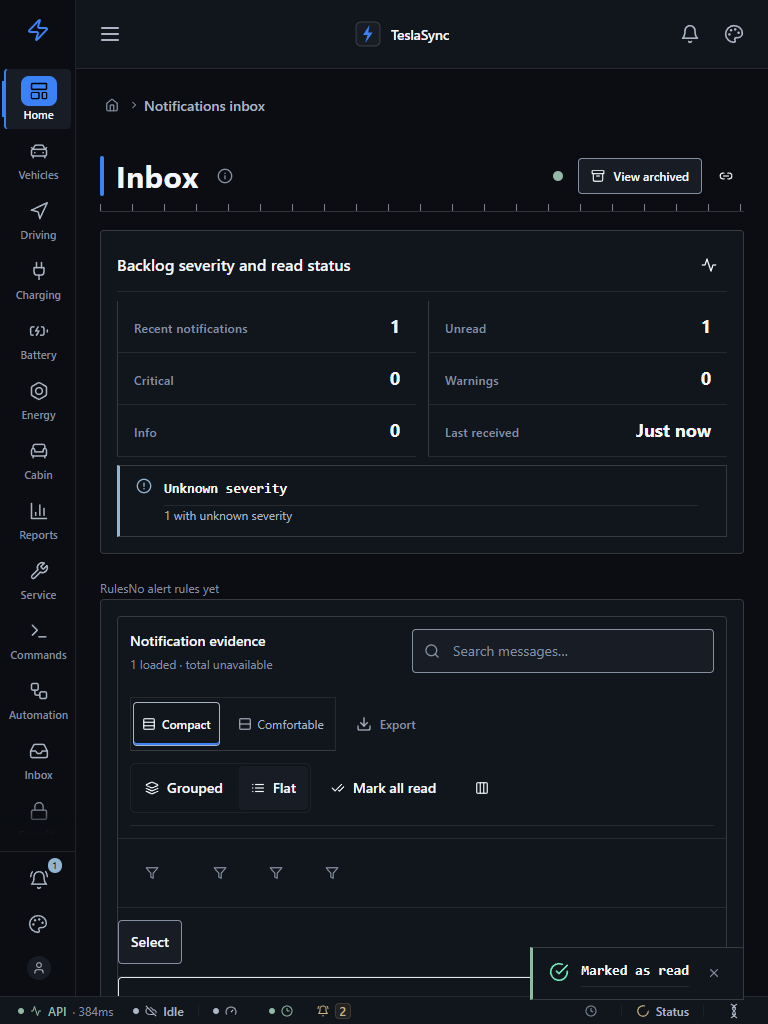 TeslaSync
Home
Vehicles
Driving
Charging
Battery
Energy
Cabin
Reports
Service
Commands
Automation
Inbox
1
Notifications inbox
Inbox
View archived
Backlog severity and read status
Recent notifications 1
Unread 1
Critical 0
Warnings 0
Info 0
Last received Just now
Unknown severity
1 with unknown severity
RulesNo alert rules yet
Notification evidence
1 loaded · total unavailable
Search messages...
Compact Comfortable Export
Grouped Flat Mark all read
Select
Marked as read
API · 384ms Idle 2 Status